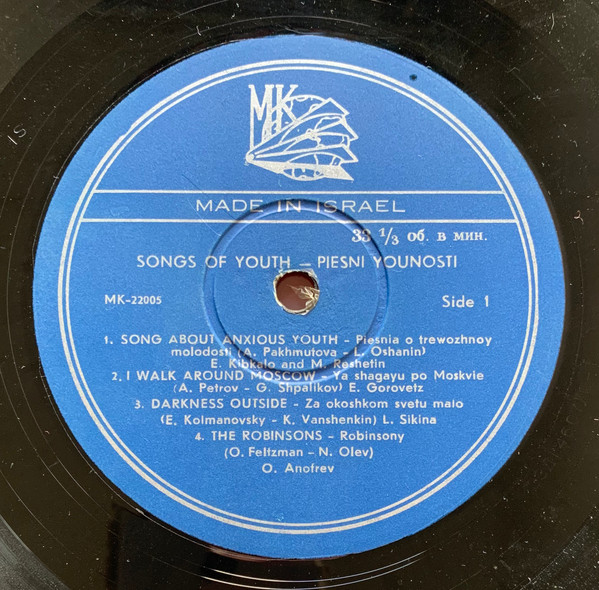 MK
MADE IN ISRAEL
33 1/3 об. в мин.
SONGS OF YOUTH – PIESNI YOUNOSTI
MK-22005
Side 1
1. SONG ABOUT ANXIOUS YOUTH – Piesnia o trewozhnoy
molodosti (A. Pakhmutova – L. Oshanin)
E. Kibkalo and M. Reshetin
2. I WALK AROUND MOSCOW – Ya shagayu po Moskvie
(A. Petrov – G. Shpalikov) E. Gorovetz
3. DARKNESS OUTSIDE – Za okoshkom svetu malo
(E. Kolmanovsky – K. Vanshenkin) L. Sikina
4. THE ROBINSONS – Robinsony
(O. Feltzman – N. Olev)
O. Anofrev